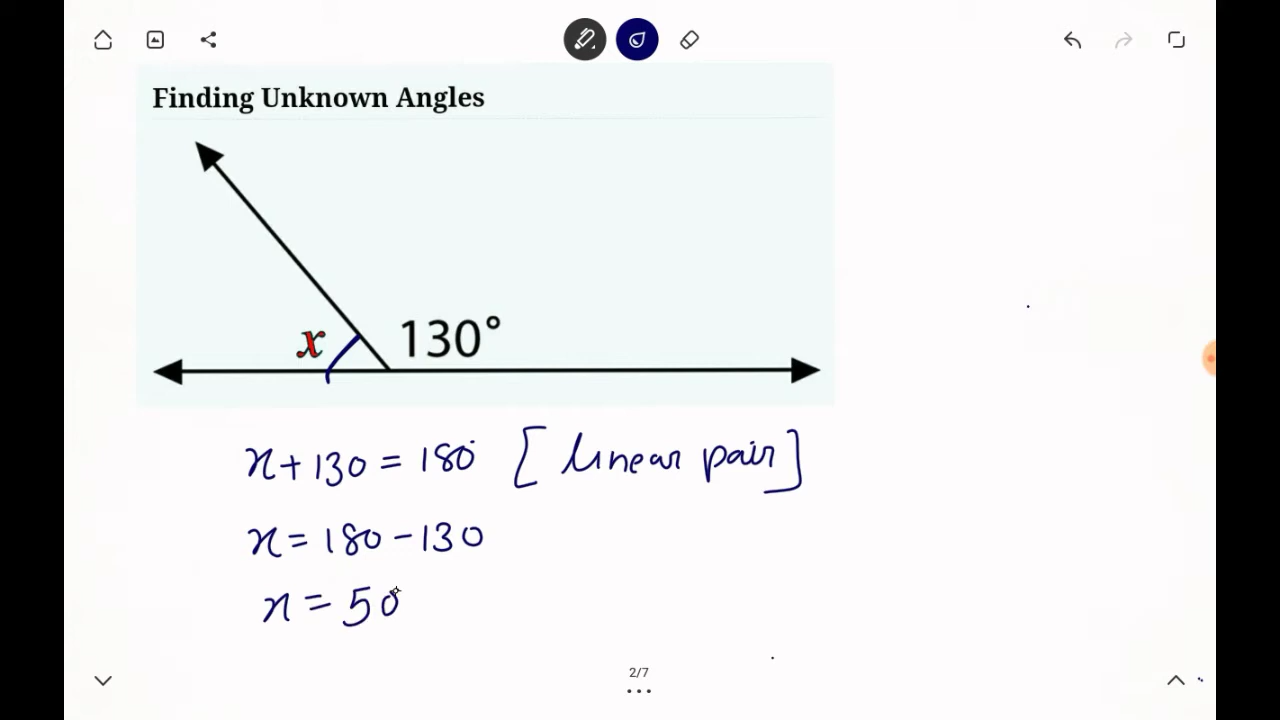 Finding Unknown Angles
x 130°
x + 130 = 180 [linear pair]
x = 180 - 130
x = 50
2/7